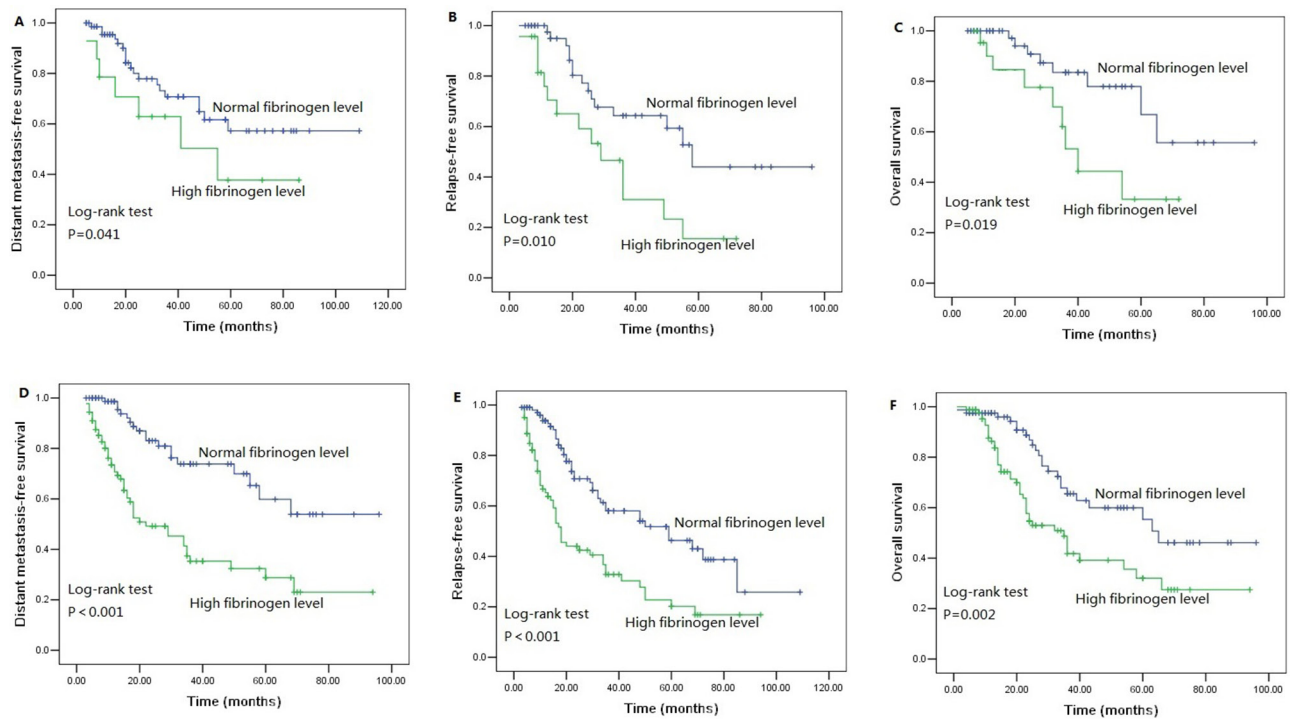 A
Distant metastasis-free survival
1.0
0.8
0.6
0.4
0.2
0.0
Normal fibrinogen level
High fibrinogen level
Log-rank test
P=0.041
0.00 20.00 40.00 60.00 80.00 100.00 120.00
Time (months)
B
Relapse-free survival
1.0
0.8
0.6
0.4
0.2
0.0
Normal fibrinogen level
Log-rank test
P=0.010
High fibrinogen level
0.00 20.00 40.00 60.00 80.00 100.00
Time (months)
C
Overall survival
1.0
0.8
0.6
0.4
0.2
0.0
Normal fibrinogen level
High fibrinogen level
Log-rank test
P=0.019
0.00 20.00 40.00 60.00 80.00 100.00
Time (months)
D
Distant metastasis-free survival
1.0
0.8
0.6
0.4
0.2
0.0
Normal fibrinogen level
Log-rank test
High fibrinogen level
P<0.001
0.00 20.00 40.00 60.00 80.00 100.00
Time (months)
E
Relapse-free survival
1.0
0.8
0.6
0.4
0.2
0.0
Normal fibrinogen level
Log-rank test
High fibrinogen level
P<0.001
0.00 20.00 40.00 60.00 80.00 100.00 120.00
Time (months)
F
Overall survival
1.0
0.8
0.6
0.4
0.2
0.0
Normal fibrinogen level
Log-rank test
High fibrinogen level
P=0.002
0.00 20.00 40.00 60.00 80.00 100.00
Time (months)